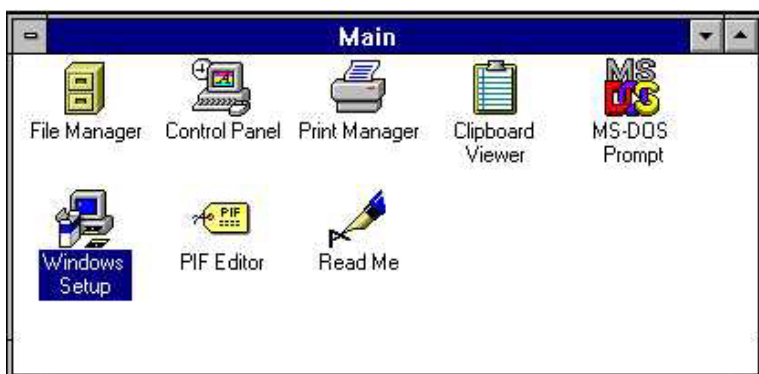 Main
File Manager
Control Panel
Print Manager
Clipboard
Viewer
MS
DOS
MS-DOS
Prompt
Windows
Setup
PIF
PIF Editor
Read Me